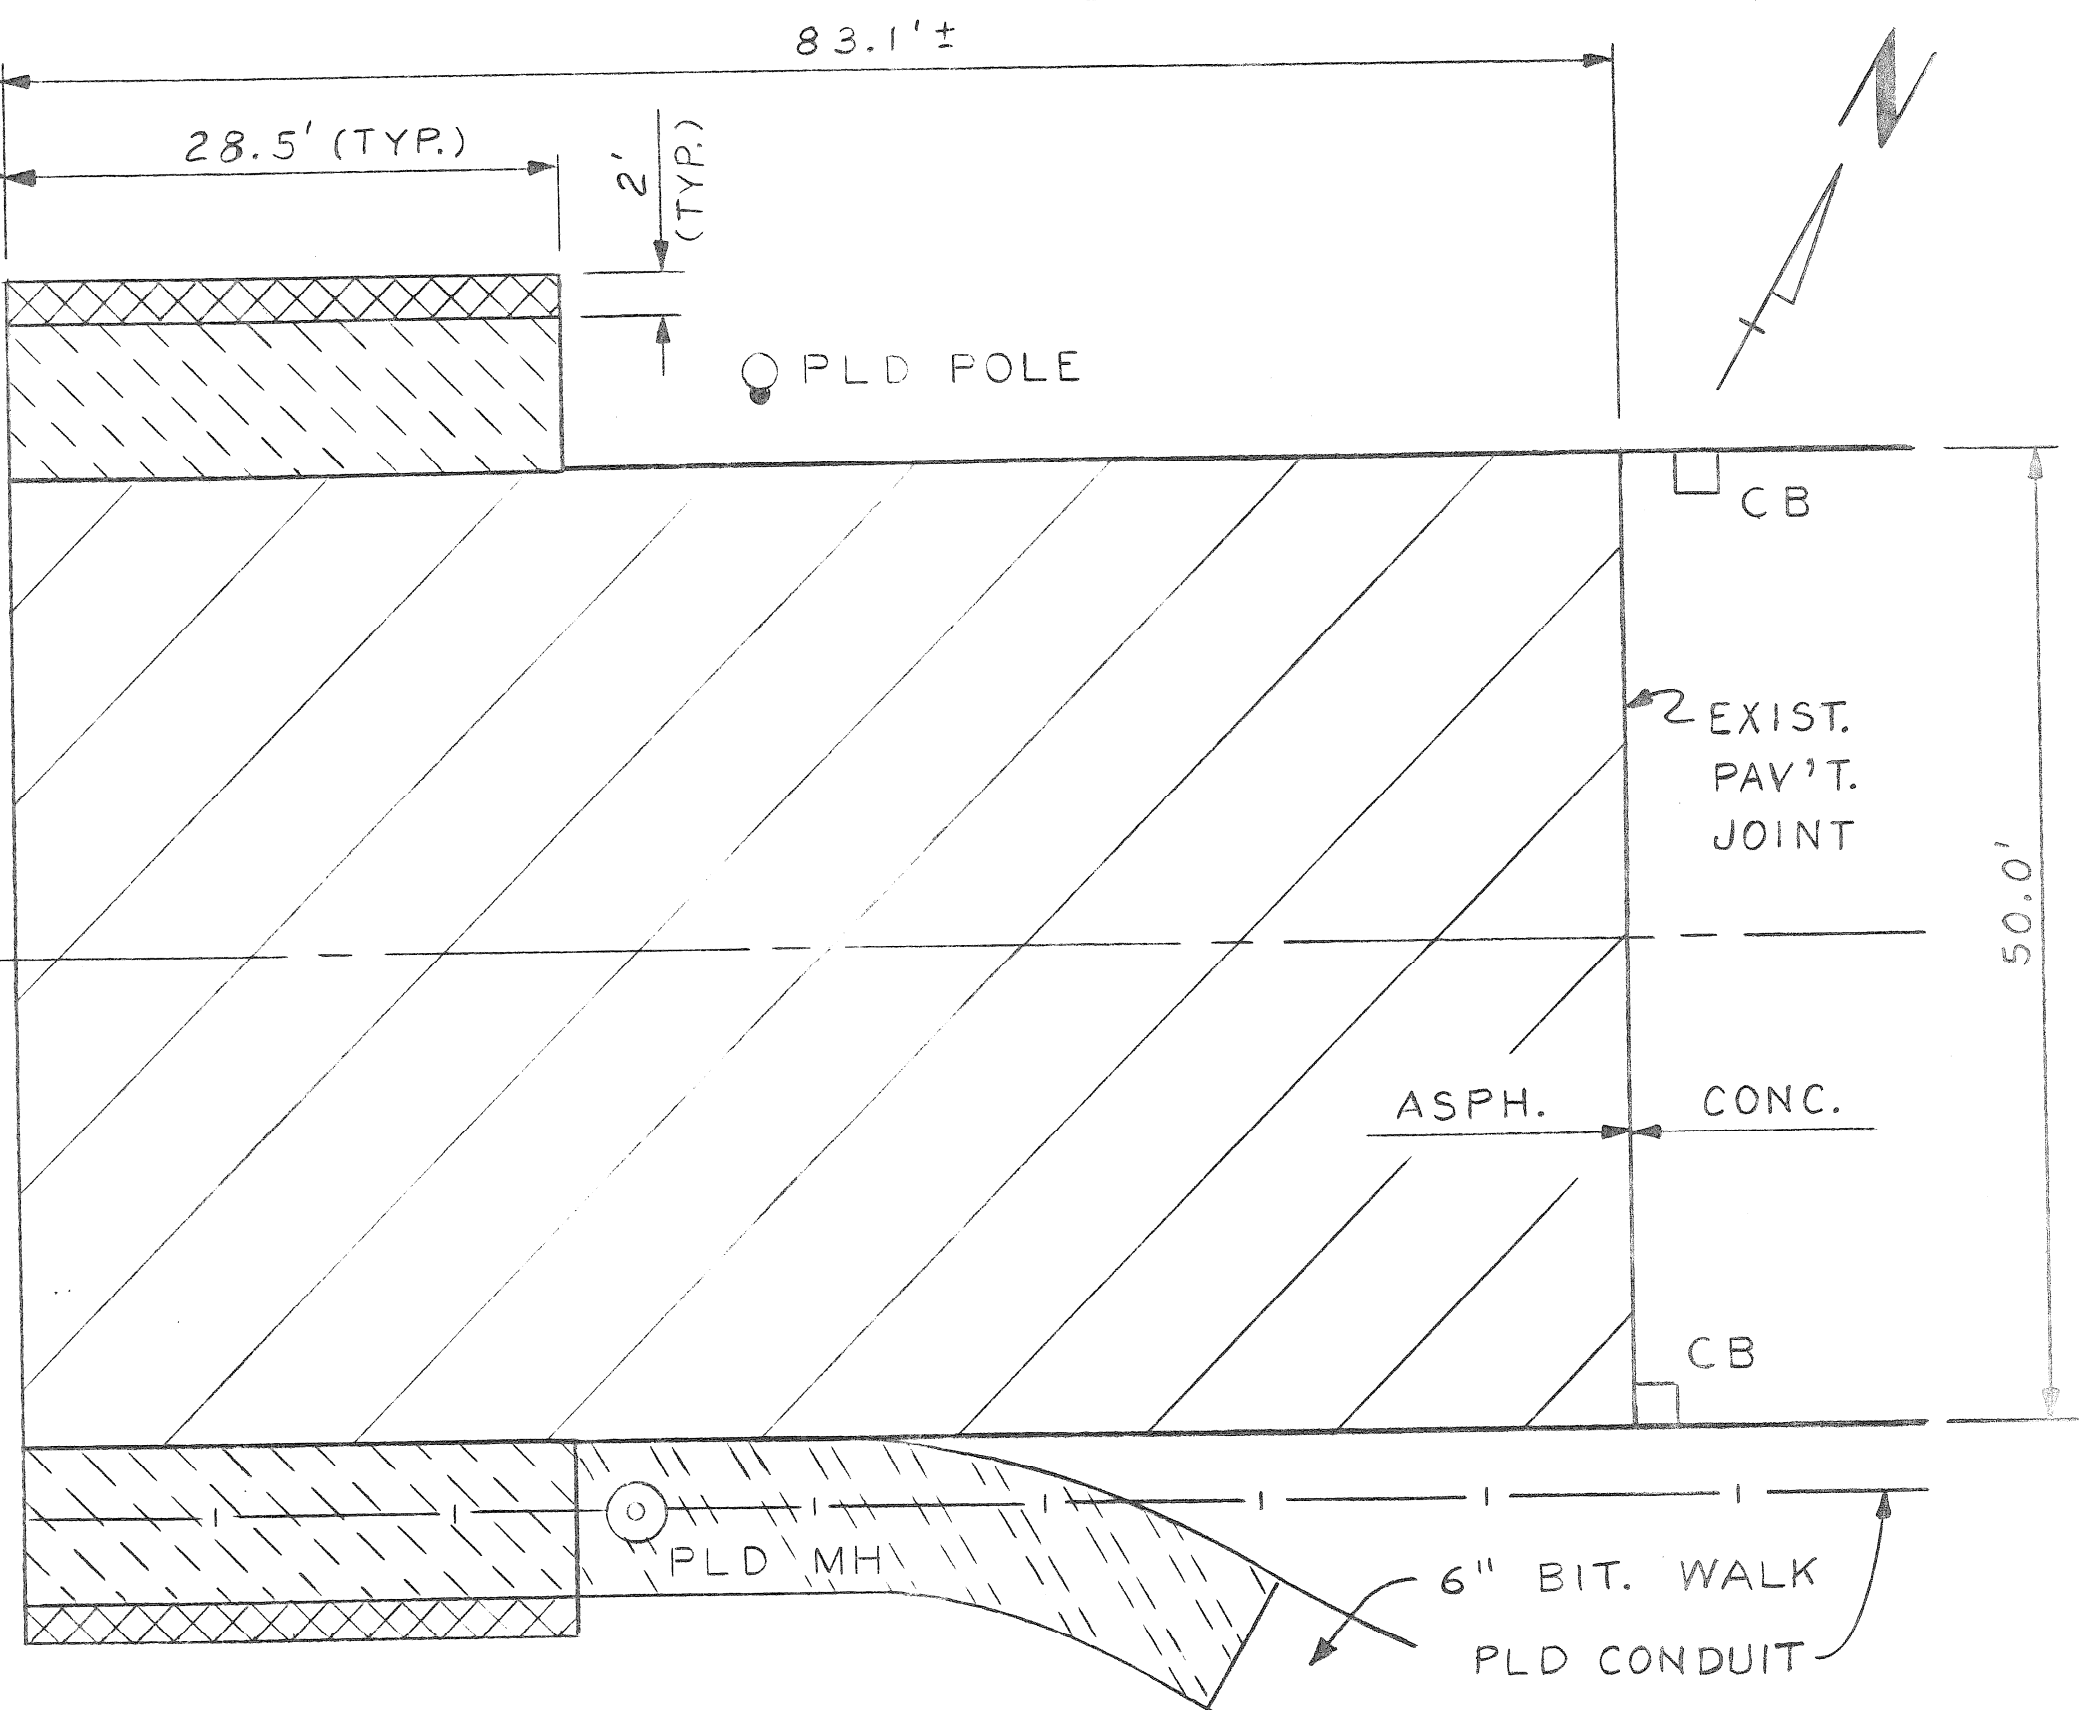 83.1'±
N
28.5' (TYP.)
2'
(TYP.)
PLD POLE
CB
EXIST.
PAV'T.
JOINT
50.0'
ASPH.
CONC.
CB
PLD MH
6" BIT. WALK
PLD CONDUIT